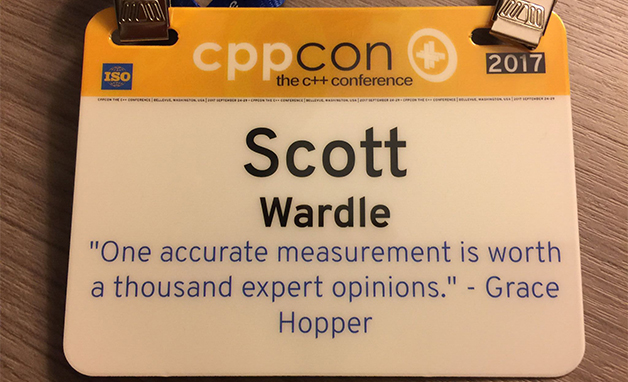 cppcon
the c++ conference
ISO
2017
CPPCON THE C++ CONFERENCE | BELLEVUE, WASHINGTON, USA | 2017 SEPTEMBER 24-29 | CPPCON THE C++ CONFERENCE | BELLEVUE, WASHINGTON, USA | 2017 SEPTEMBER 24-29 | CPPCON THE C++ CONFERENCE | BELLEVUE, WASHINGTON, USA | 2017 SEPTEMBER 24-29
Scott
Wardle
"One accurate measurement is worth
a thousand expert opinions." - Grace
Hopper